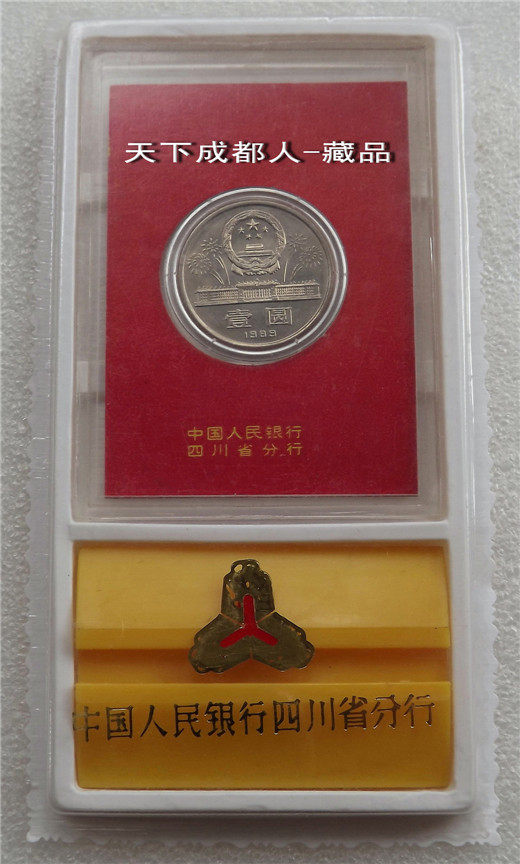 天下成都人-藏品
壹圆
1999
中国人民银行
四川省分行
中国人民银行四川省分行